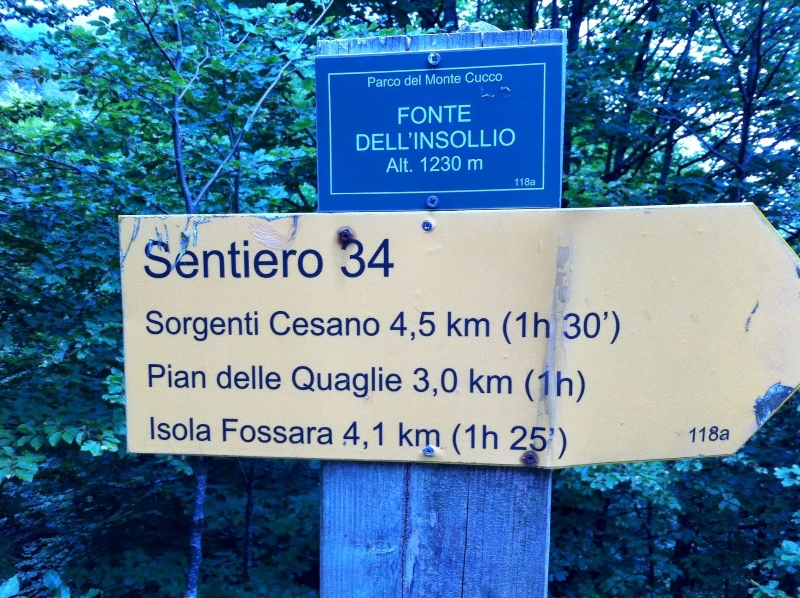 Parco del Monte Cucco
FONTE
DELL'INSOLLIO
Alt. 1230 m
118a
Sentiero 34
Sorgenti Cesano 4,5 km (1h 30')
Pian delle Quaglie 3,0 km (1h)
Isola Fossara 4,1 km (1h 25')
118a